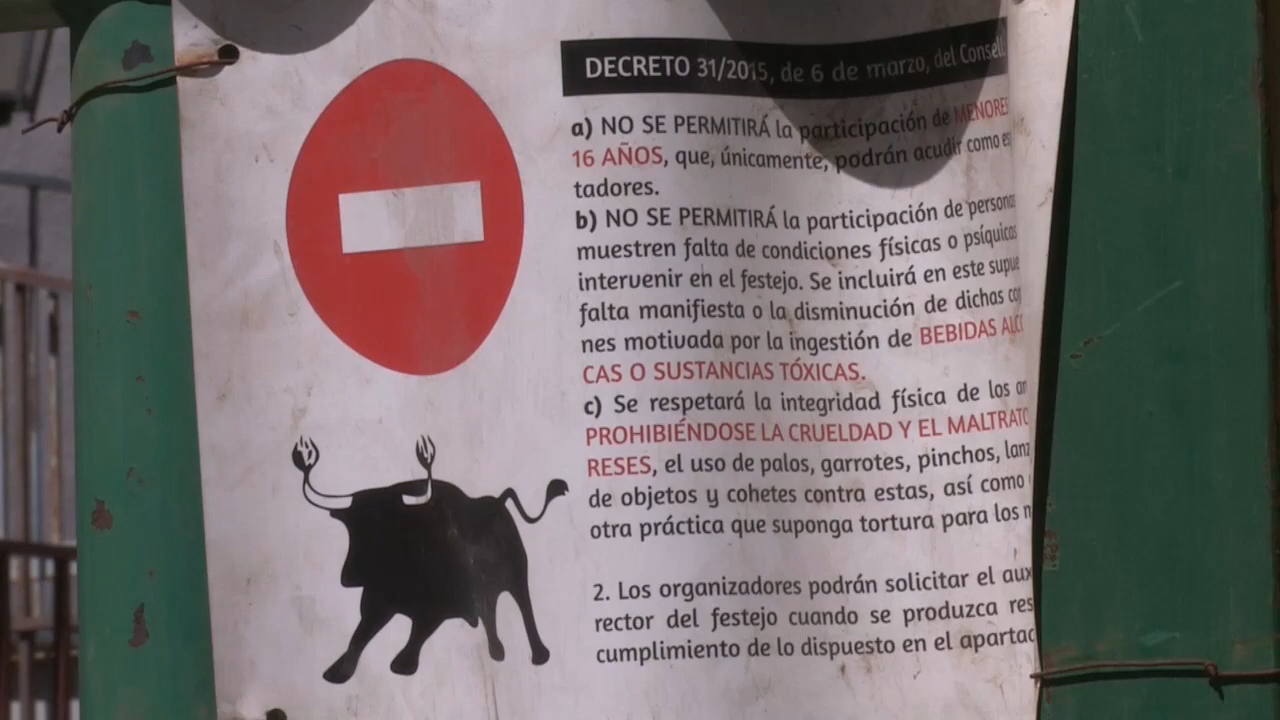 DECRETO 31/2015, de 6 de marzo, del Consell
a) NO SE PERMITIRÁ la participación de MENORES
16 AÑOS, que, únicamente, podrán acudir como
tadores.
b) NO SE PERMITIRÁ la participación de personas
muestren falta de condiciones físicas o psíquicas
intervenir en el festejo. Se incluirá en este supue
falta manifiesta o la disminución de dichas
nes motivada por la ingestión de BEBIDAS ALC
CAS O SUSTANCIAS TÓXICAS.
c) Se respetará la integridad física de los
PROHIBIÉNDOSE LA CRUELDAD Y EL MALTRATO
RESES, el uso de palos, garrotes, pinchos, lanz
de objetos y cohetes contra estas, así como
otra práctica que suponga tortura para los
2. Los organizadores podrán solicitar el aux
rector del festejo cuando se produzca res
cumplimiento de lo dispuesto en el apartad